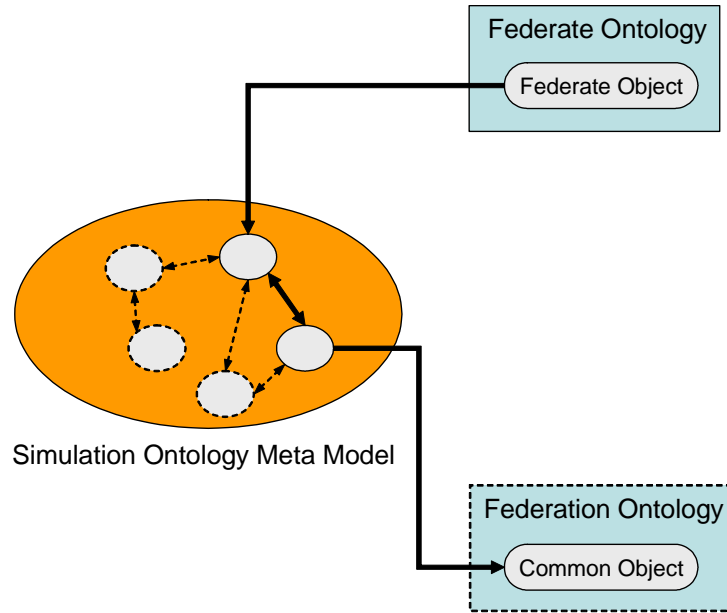 Federate Ontology
Federate Object
Simulation Ontology Meta Model
Federation Ontology
Common Object